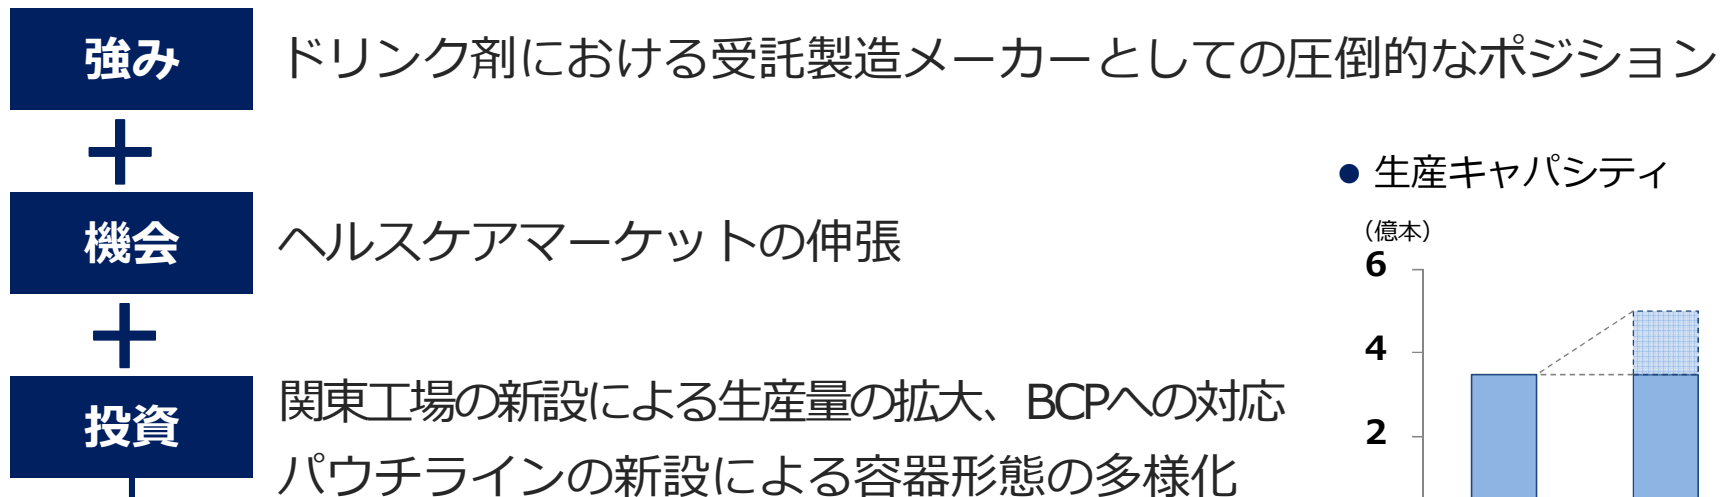 強み
ドリンク剤における受託製造メーカーとしての圧倒的なポジション
+
● 生産キャパシティ
(億本)
機会
ヘルスケアマーケットの伸張
6
+
4
投資
関東工場の新設による生産量の拡大、BCPへの対応
2
パウチラインの新設による容器形態の多様化